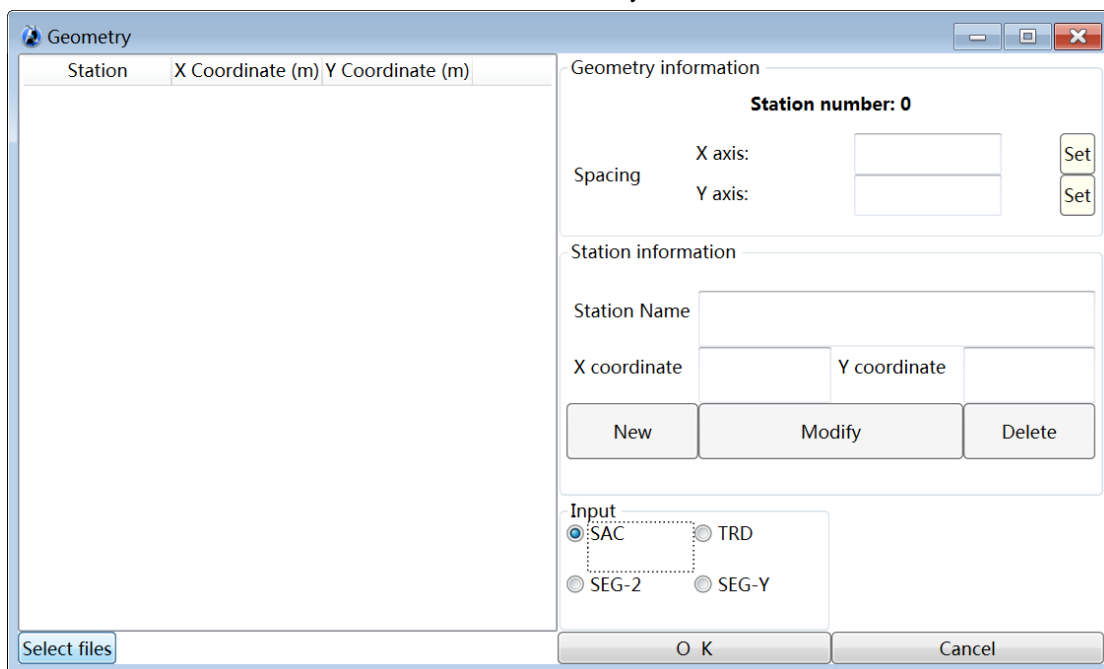 Geometry
Station X Coordinate (m) Y Coordinate (m)
Geometry information
Station number: 0
Spacing
X axis:
Set
Y axis:
Set
Station information
Station Name
X coordinate
Y coordinate
New
Modify
Delete
Input
SAC
TRD
SEG-2
SEG-Y
Select files
O K
Cancel